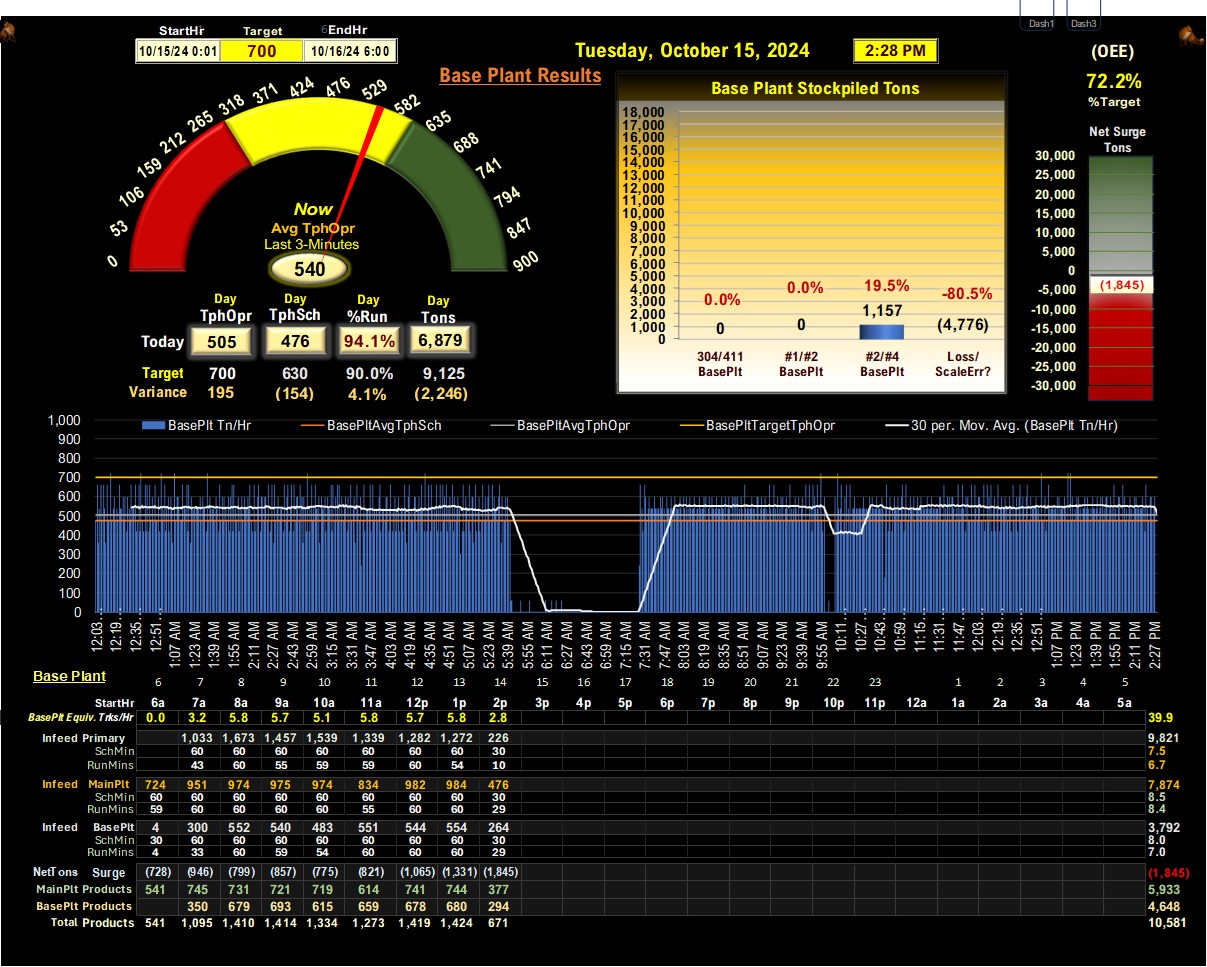 Dash1 Dash3
StartHr Target EndHr
10/15/24 0:01 700 10/16/24 6:00
Tuesday, October 15, 2024 2:28 PM
Base Plant Results
(OEE)
72.2%
%Target
Net Surge
Tons
0 53 106 159 212 265 318 371 424 476 529 582 635 688 741 794 847 900
Now
Avg TphOpr
Last 3-Minutes
540
Day Day Day Day
TphOpr TphSch %Run Tons
Today 505 476 94.1% 6,879
Target 700 630 90.0% 9,125
Variance 195 (154) 4.1% (2,246)
Base Plant Stockpiled Tons
18,000
17,000
16,000
15,000
14,000
13,000
12,000
11,000
10,000
9,000
8,000
7,000
6,000
5,000
4,000
3,000
2,000
1,000
0
0.0% 0.0% 19.5% -80.5%
0 0 1,157 (4,776)
304/411 #1/#2 #2/#4 Loss/
BasePlt BasePlt BasePlt ScaleErr?
30,000
25,000
20,000
15,000
10,000
5,000
0
-5,000
-10,000
-15,000
-20,000
-25,000
-30,000
(1,845)
BasePlt Tn/Hr BasePltAvgTphSch BasePltAvgTphOpr BasePltTargetTphOpr 30 per. Mov. Avg. (BasePlt Tn/Hr)
1,000
900
800
700
600
500
400
300
200
100
0
12:03.. 12:19.. 12:35.. 12:51.. 1:07 AM 1:23 AM 1:39 AM 1:55 AM 2:11 AM 2:27 AM 2:43 AM 2:59 AM 3:15 AM 3:31 AM 3:47 AM 4:03 AM 4:19 AM 4:35 AM 4:51 AM 5:07 AM 5:23 AM 5:39 AM 5:55 AM 6:11 AM 6:27 AM 6:43 AM 6:59 AM 7:15 AM 7:31 AM 7:47 AM 8:03 AM 8:19 AM 8:35 AM 8:51 AM 9:07 AM 9:23 AM 9:39 AM 9:55 AM 10:11.. 10:27.. 10:43.. 10:59.. 11:15.. 11:31.. 11:47.. 12:03.. 12:19.. 12:35.. 12:51.. 1:07 PM 1:23 PM 1:39 PM 1:55 PM 2:11 PM 2:27 PM
Base Plant
6 7 8 9 10 11 12 13 14 15 16 17 18 19 20 21 22 23 1 2 3 4 5
StartHr 6a 7a 8a 9a 10a 11a 12p 1p 2p 3p 4p 5p 6p 7p 8p 9p 10p 11p 12a 1a 2a 3a 4a 5a
BasePlt Equiv. Trks/Hr 0.0 3.2 5.8 5.7 5.1 5.8 5.7 5.8 2.8 39.9
Infeed Primary 1,033 1,673 1,457 1,539 1,339 1,282 1,272 226 9,821
SchMin 60 60 60 60 60 60 60 30 7.5
RunMins 43 60 55 59 59 60 54 10 6.7
Infeed MainPlt 724 951 974 975 974 834 982 984 476 7,874
SchMin 60 60 60 60 60 60 60 60 30 8.5
RunMins 59 60 60 60 60 55 60 60 29 8.4
Infeed BasePlt 4 300 552 540 483 551 544 554 264 3,792
SchMin 30 60 60 60 60 60 60 60 30 8.0
RunMins 4 33 60 59 54 60 60 60 29 7.0
NetTons Surge (728) (946) (799) (857) (775) (821) (1,065) (1,331) (1,845) (1,845)
MainPlt Products 541 745 731 721 719 614 741 744 377 5,933
BasePlt Products 350 679 693 615 659 678 680 294 4,648
Total Products 541 1,095 1,410 1,414 1,334 1,273 1,419 1,424 671 10,581